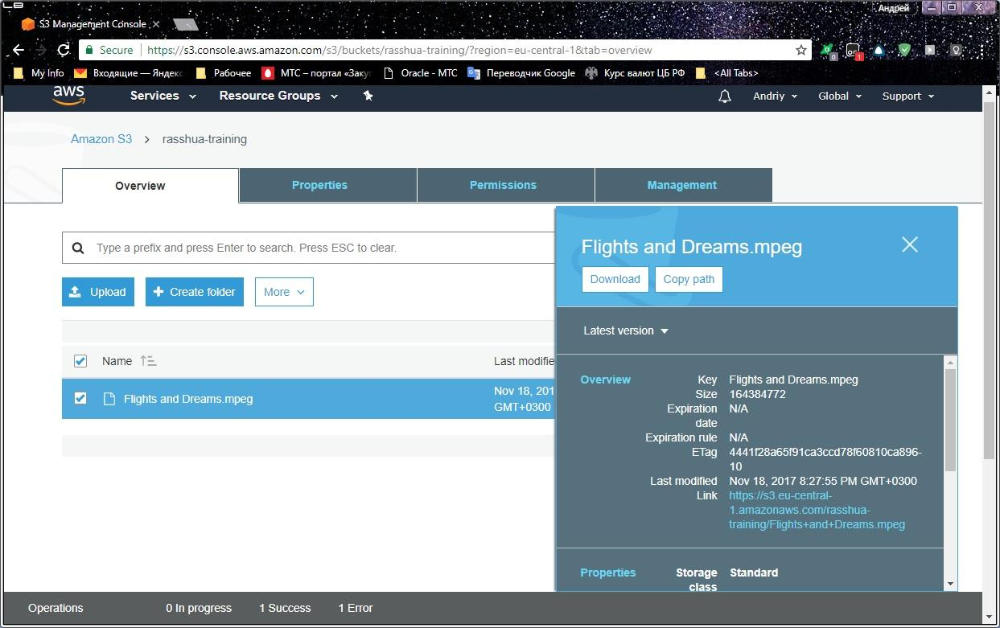 Андрей
S3 Management Console
Secure https://s3.console.aws.amazon.com/s3/buckets/rasshua-training/?region=eu-central-1&tab=overview
0 1
My Info Входящие — Яндекс Рабочее МТС – портал «Заку Oracle - МТС Переводчик Google Курс валют ЦБ РФ <All Tabs>
aws Services Resource Groups Andriy Global Support
Amazon S3 > rasshua-training
Overview Properties Permissions Management
Type a prefix and press Enter to search. Press ESC to clear.
Upload Create folder More
Name Last modifie
Flights and Dreams.mpeg Nov 18, 201
GMT+0300
Flights and Dreams.mpeg
Download Copy path
Latest version
Overview Key Flights and Dreams.mpeg
Size 164384772
Expiration N/A
date
Expiration rule N/A
ETag 4441f28a65f91ca3ccd78f60810ca896-
10
Last modified Nov 18, 2017 8:27:55 PM GMT+0300
Link https://s3.eu-central-
1.amazonaws.com/rasshua-
training/Flights+and+Dreams.mpeg
Properties Storage Standard
class
Operations 0 In progress 1 Success 1 Error